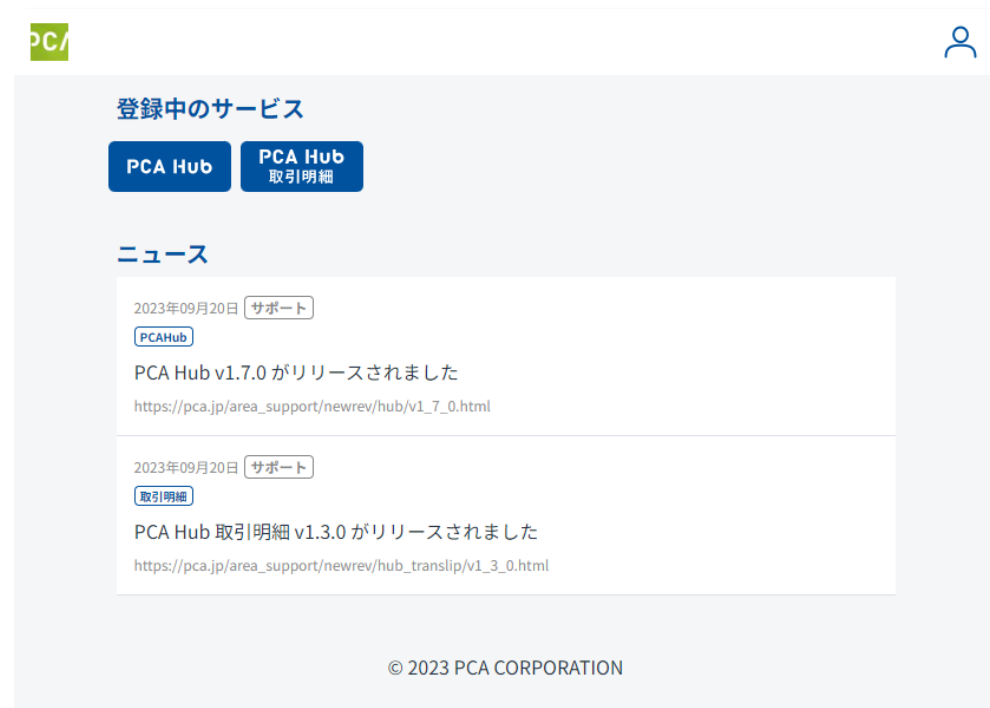 PCA
登録中のサービス
PCA Hub
PCA Hub
取引明細
ニュース
2023年09月20日 サポート
PCAHub
PCA Hub v1.7.0 がリリースされました
https://pca.jp/area_support/newrev/hub/v1_7_0.html
2023年09月20日 サポート
取引明細
PCA Hub 取引明細 v1.3.0 がリリースされました
https://pca.jp/area_support/newrev/hub_translip/v1_3_0.html
© 2023 PCA CORPORATION